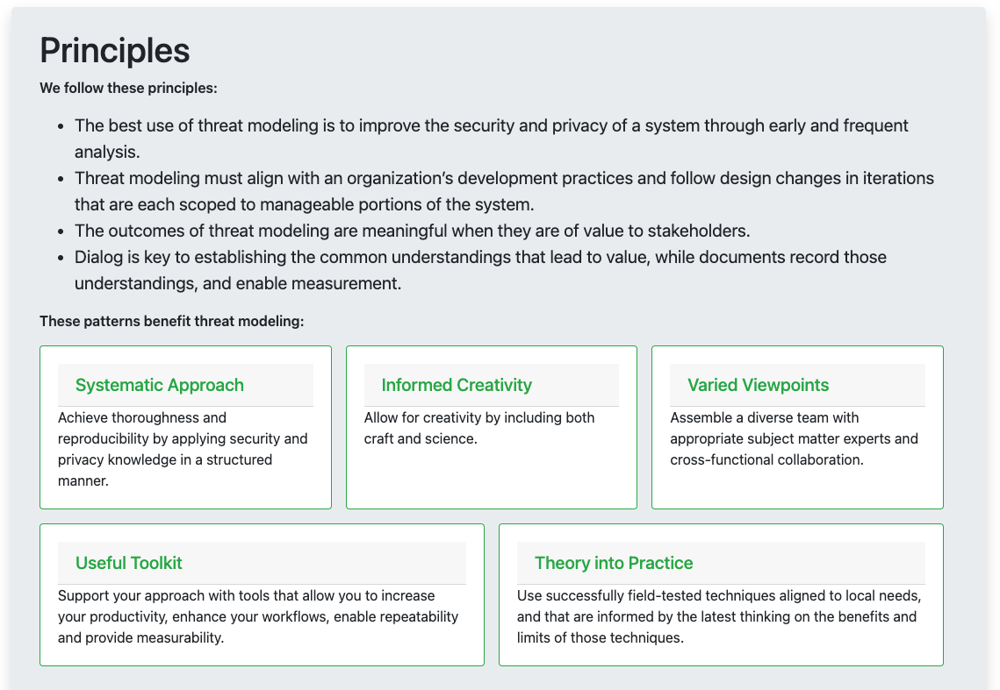 Principles
We follow these principles:
• The best use of threat modeling is to improve the security and privacy of a system through early and frequent
analysis.
• Threat modeling must align with an organization’s development practices and follow design changes in iterations
that are each scoped to manageable portions of the system.
• The outcomes of threat modeling are meaningful when they are of value to stakeholders.
• Dialog is key to establishing the common understandings that lead to value, while documents record those
understandings, and enable measurement.
These patterns benefit threat modeling:
Systematic Approach
Achieve thoroughness and
reproducibility by applying security and
privacy knowledge in a structured
manner.
Informed Creativity
Allow for creativity by including both
craft and science.
Varied Viewpoints
Assemble a diverse team with
appropriate subject matter experts and
cross-functional collaboration.
Useful Toolkit
Support your approach with tools that allow you to increase
your productivity, enhance your workflows, enable repeatability
and provide measurability.
Theory into Practice
Use successfully field-tested techniques aligned to local needs,
and that are informed by the latest thinking on the benefits and
limits of those techniques.